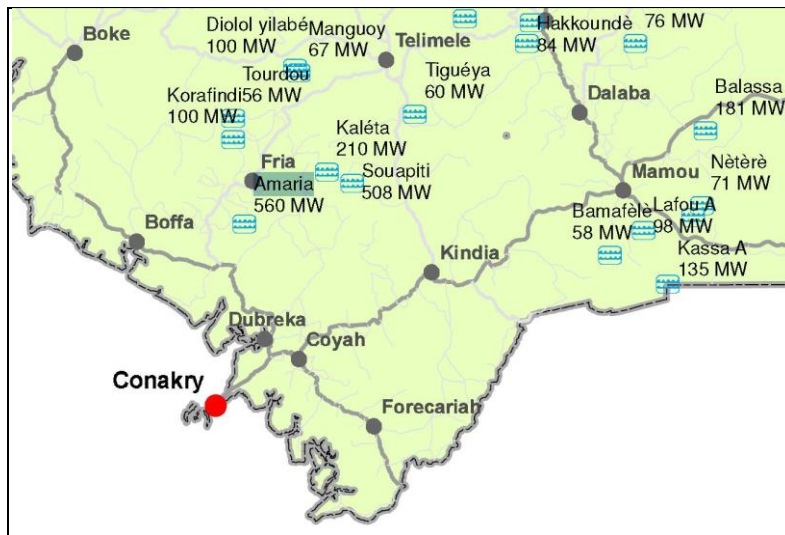 Diolol yilabé
100 MW
Manguoy
67 MW
Telimele
Hakkoundè
84 MW
76 MW
Boke
Tourdou
56 MW
Korafindi
100 MW
Tiguéya
60 MW
Dalaba
Balassa
181 MW
Kaléta
210 MW
Souapiti
508 MW
Fria
Amaria
560 MW
Mamou
Nètèrè
71 MW
Bamafèlè
58 MW
Lafou A
98 MW
Kassa A
135 MW
Boffa
Kindia
Dubreka
Coyah
Conakry
Forecariah